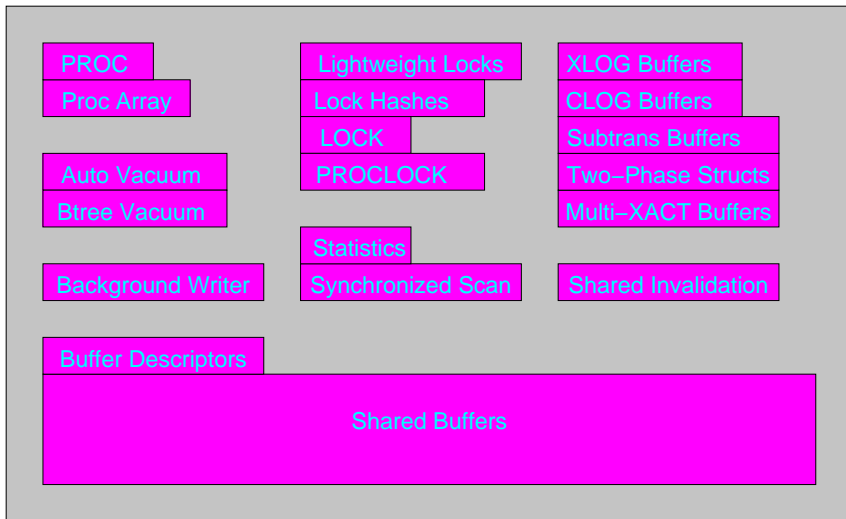 PROC
Proc Array
Auto Vacuum
Btree Vacuum
Background Writer
Lightweight Locks
Lock Hashes
LOCK
PROCLOCK
Statistics
Synchronized Scan
XLOG Buffers
CLOG Buffers
Subtrans Buffers
Two−Phase Structs
Multi−XACT Buffers
Shared Invalidation
Buffer Descriptors
Shared Buffers